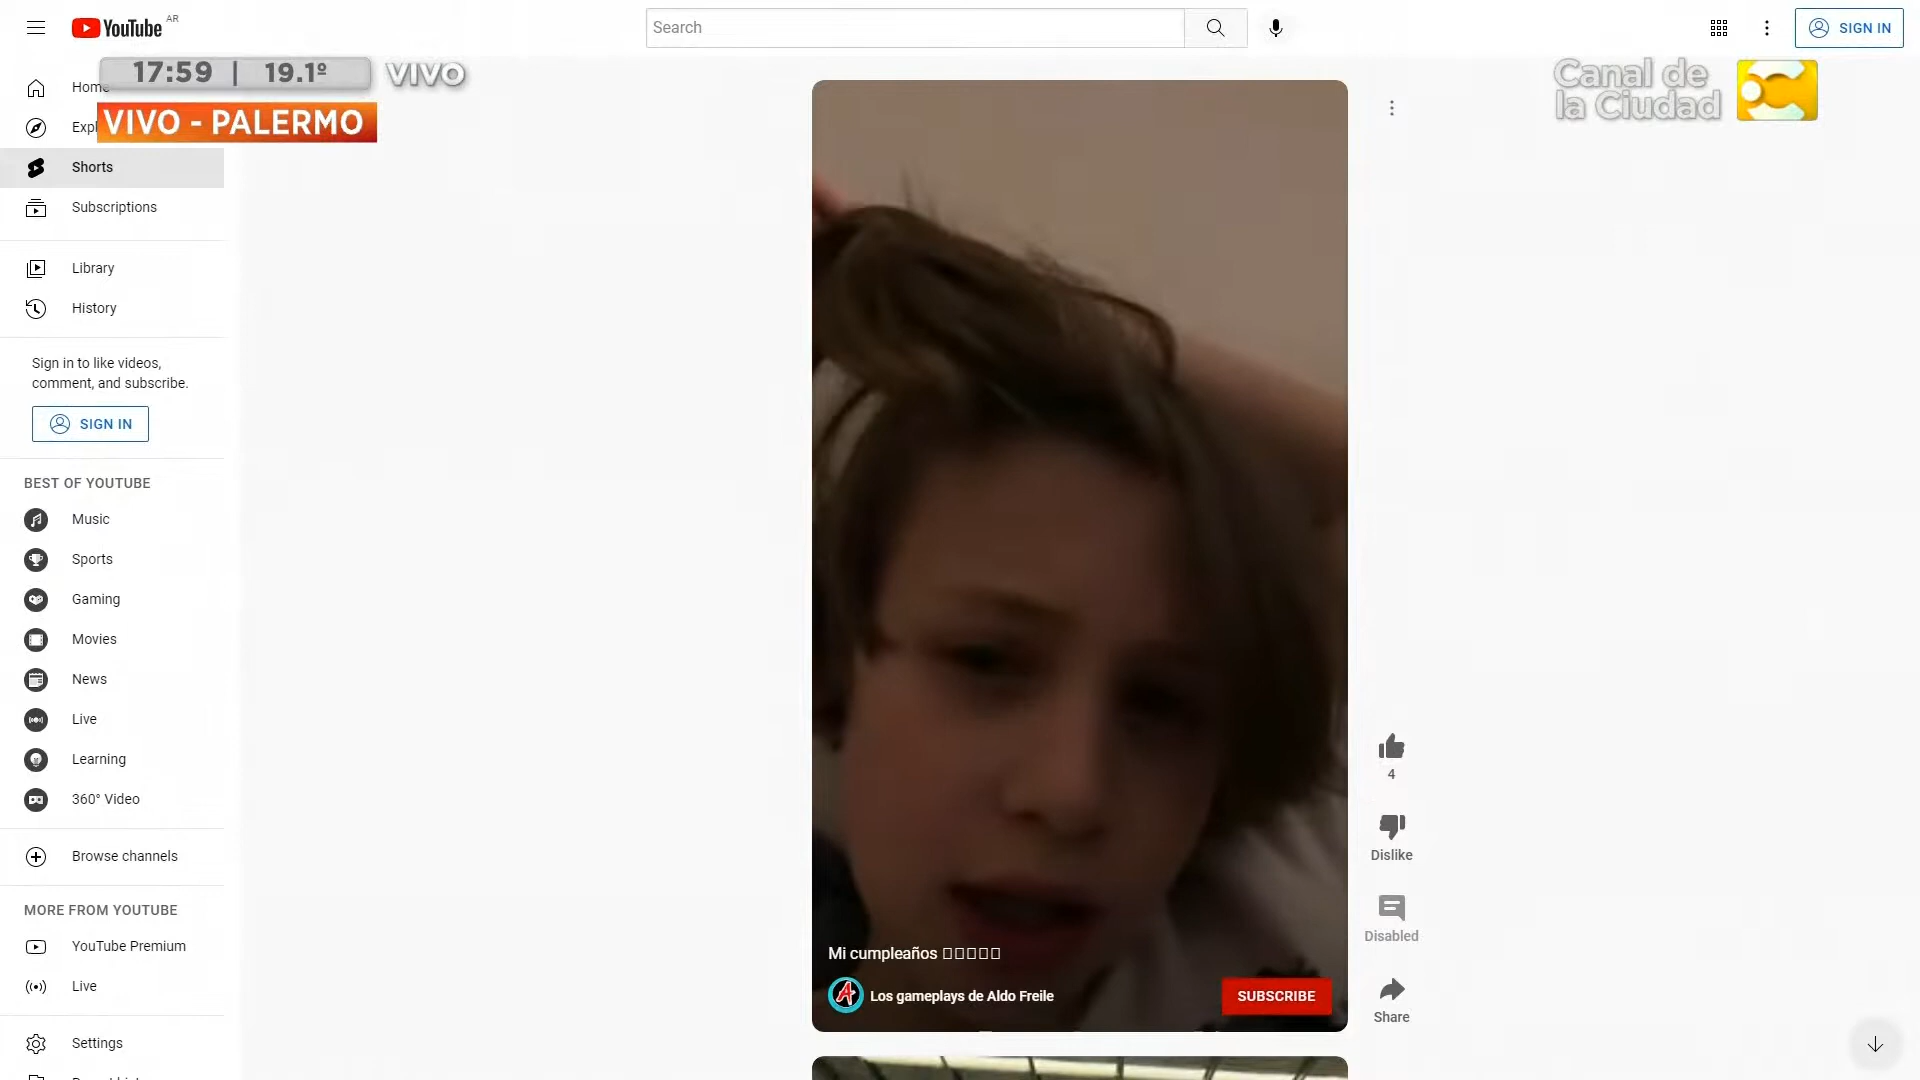 YouTube AR
Search
SIGN IN
17:59 | 19.1º VIVO
Canal de
la Ciudad
VIVO - PALERMO
Home
Shorts
Subscriptions
Library
History
Sign in to like videos,
comment, and subscribe.
SIGN IN
BEST OF YOUTUBE
Music
Sports
Gaming
Movies
News
Live
Learning
360° Video
Browse channels
MORE FROM YOUTUBE
YouTube Premium
Live
Settings
4
Dislike
Disabled
Share
Mi cumpleaños
Los gameplays de Aldo Freile
SUBSCRIBE